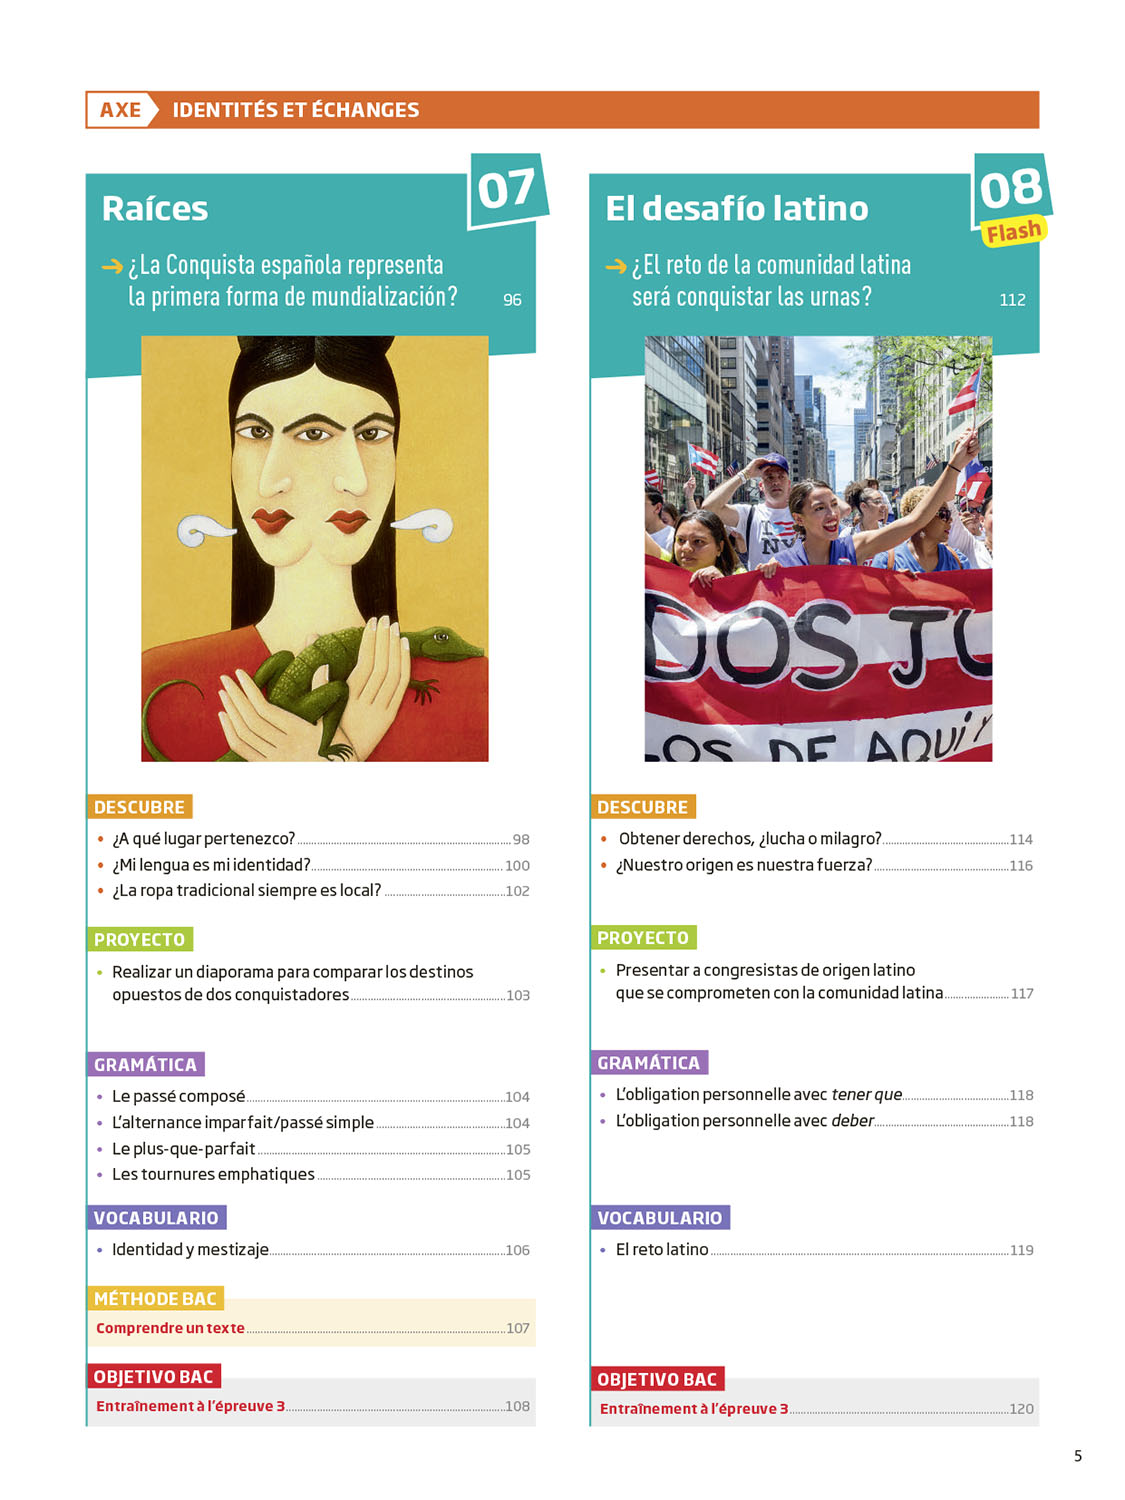 AXE IDENTITÉS ET ÉCHANGES
07
Raíces
➔ ¿La Conquista española representa
la primera forma de mundialización? 96
DESCUBRE
• ¿A qué lugar pertenezco? 98
• ¿Mi lengua es mi identidad? 100
• ¿La ropa tradicional siempre es local? 102
PROYECTO
• Realizar un diaporama para comparar los destinos
opuestos de dos conquistadores 103
GRAMÁTICA
• Le passé composé 104
• L'alternance imparfait/passé simple 104
• Le plus-que-parfait 105
• Les tournures emphatiques 105
VOCABULARIO
• Identidad y mestizaje 106
MÉTHODE BAC
Comprendre un texte 107
OBJETIVO BAC
Entraînement à l'épreuve 3 108
08
Flash
El desafío latino
➔ ¿El reto de la comunidad latina
será conquistar las urnas? 112
I
NY
DOS JU
LOS DE AQUÍ Y
DESCUBRE
• Obtener derechos, ¿lucha o milagro? 114
• ¿Nuestro origen es nuestra fuerza? 116
PROYECTO
• Presentar a congresistas de origen latino
que se comprometen con la comunidad latina 117
GRAMÁTICA
• L'obligation personnelle avec tener que 118
• L'obligation personnelle avec deber 118
VOCABULARIO
• El reto latino 119
OBJETIVO BAC
Entraînement à l'épreuve 3 120
5